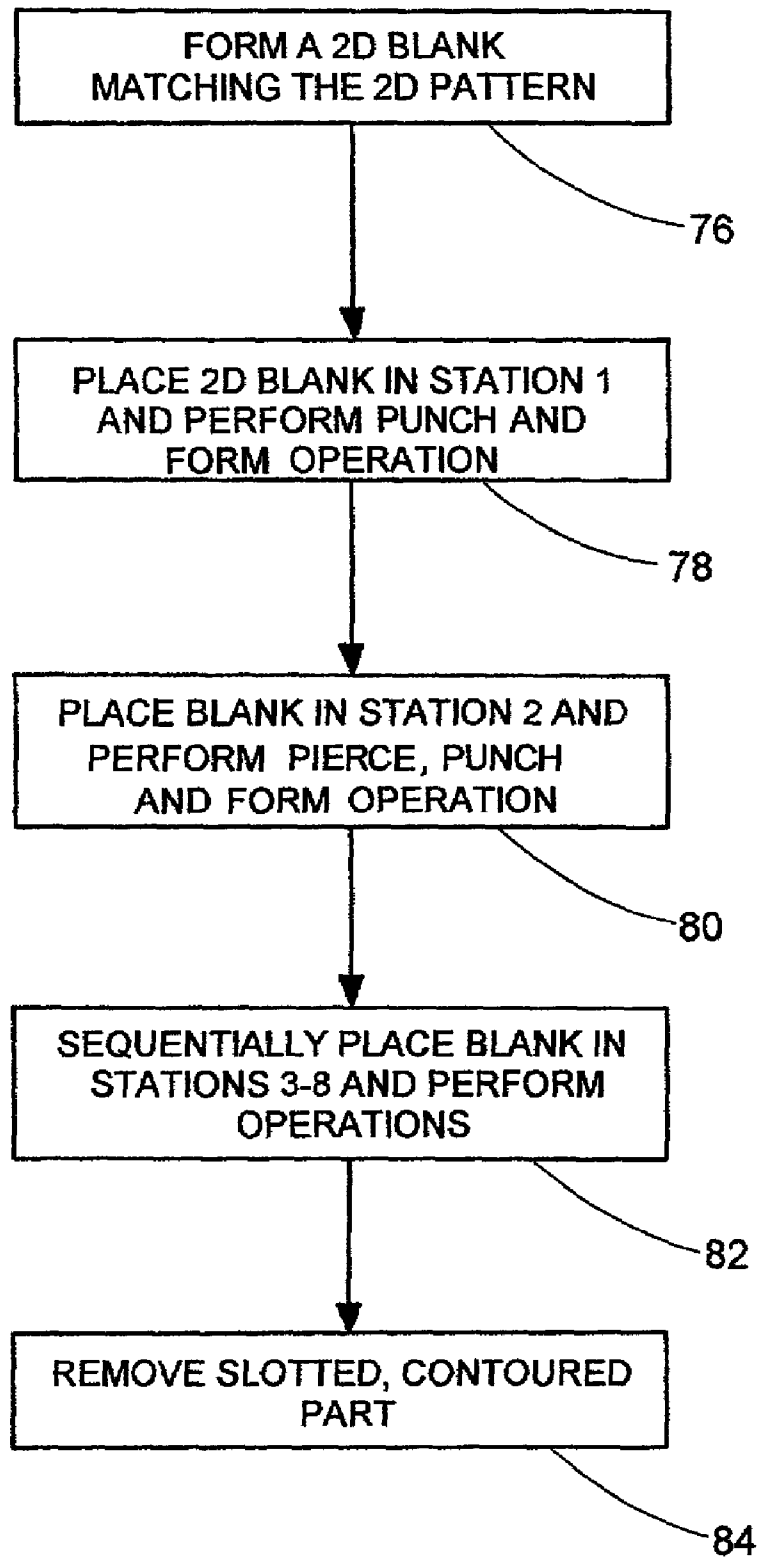 FORM A 2D BLANK
MATCHING THE 2D PATTERN
76
PLACE 2D BLANK IN STATION 1
AND PERFORM PUNCH AND
FORM OPERATION
78
PLACE BLANK IN STATION 2 AND
PERFORM PIERCE, PUNCH
AND FORM OPERATION
80
SEQUENTIALLY PLACE BLANK IN
STATIONS 3-8 AND PERFORM
OPERATIONS
82
REMOVE SLOTTED, CONTOURED
PART
84